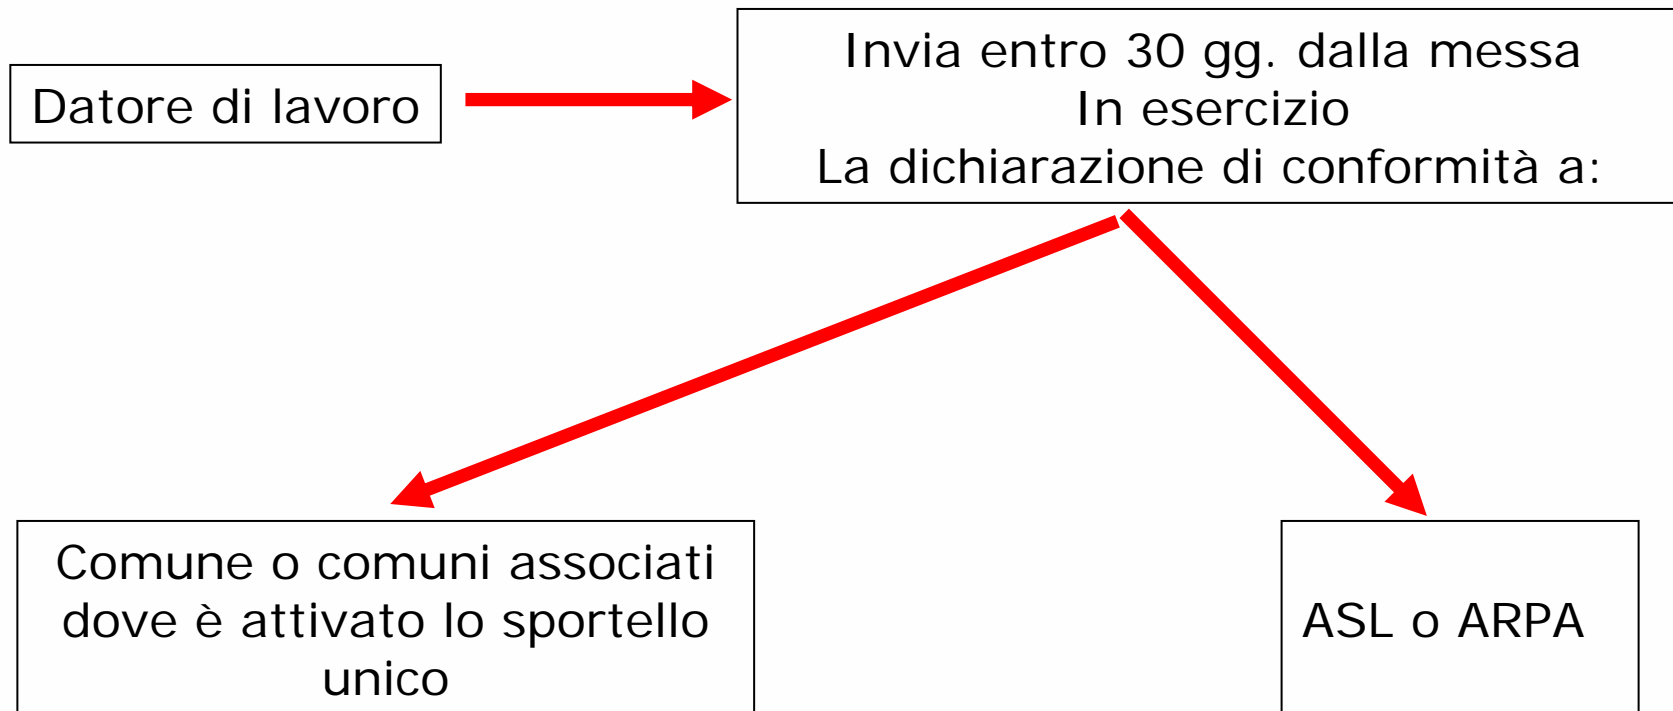 Datore di lavoro
Invia entro 30 gg. dalla messa
In esercizio
La dichiarazione di conformità a:
Comune o comuni associati
dove è attivato lo sportello
unico
ASL o ARPA